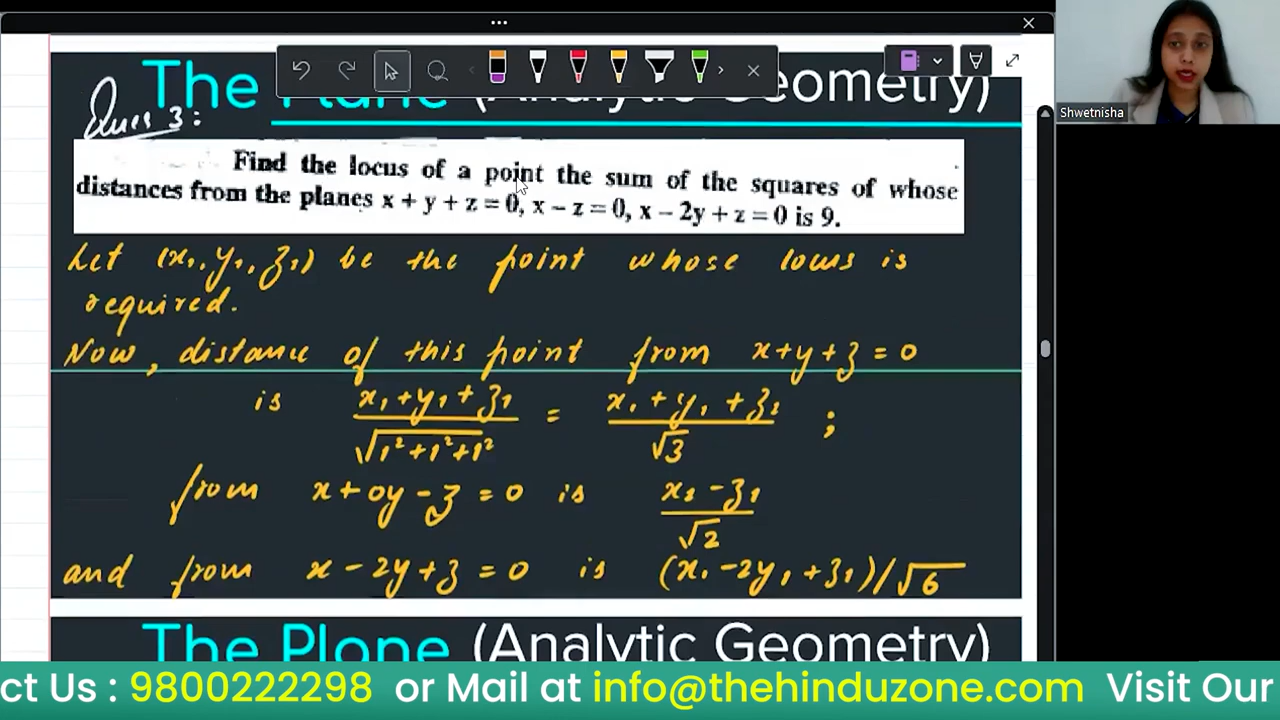 The Plane (Analytic Geometry)
Shwetnisha
Ques 3:
Find the locus of a point the sum of the squares of whose
distances from the planes x + y + z = 0, x − z = 0, x − 2y + z = 0 is 9.
Let (x₁, y₁, z₁) be the point whose locus is
required.
Now, distance of this point from x+y+z = 0
is (x₁ + y₁ + z₁)/√(1² + 1² + 1²) = (x₁ + y₁ + z₁)/√3 ;
from x + 0y − z = 0 is (x₁ − z₁)/√2
and from x − 2y + z = 0 is (x₁ − 2y₁ + z₁)/√6
The Plane (Analytic Geometry)
ct Us : 9800222298 or Mail at info@thehinduzone.com Visit Our